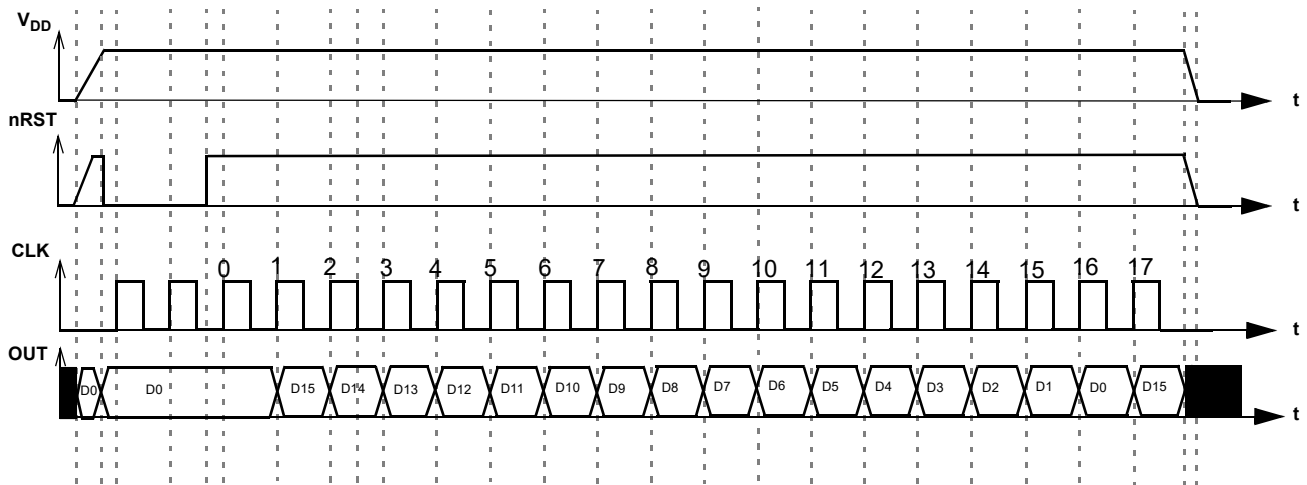 VDD
t
nRST
t
CLK
0 1 2 3 4 5 6 7 8 9 10 11 12 13 14 15 16 17
t
OUT
D0 D0 D15 D14 D13 D12 D11 D10 D9 D8 D7 D6 D5 D4 D3 D2 D1 D0 D15
t